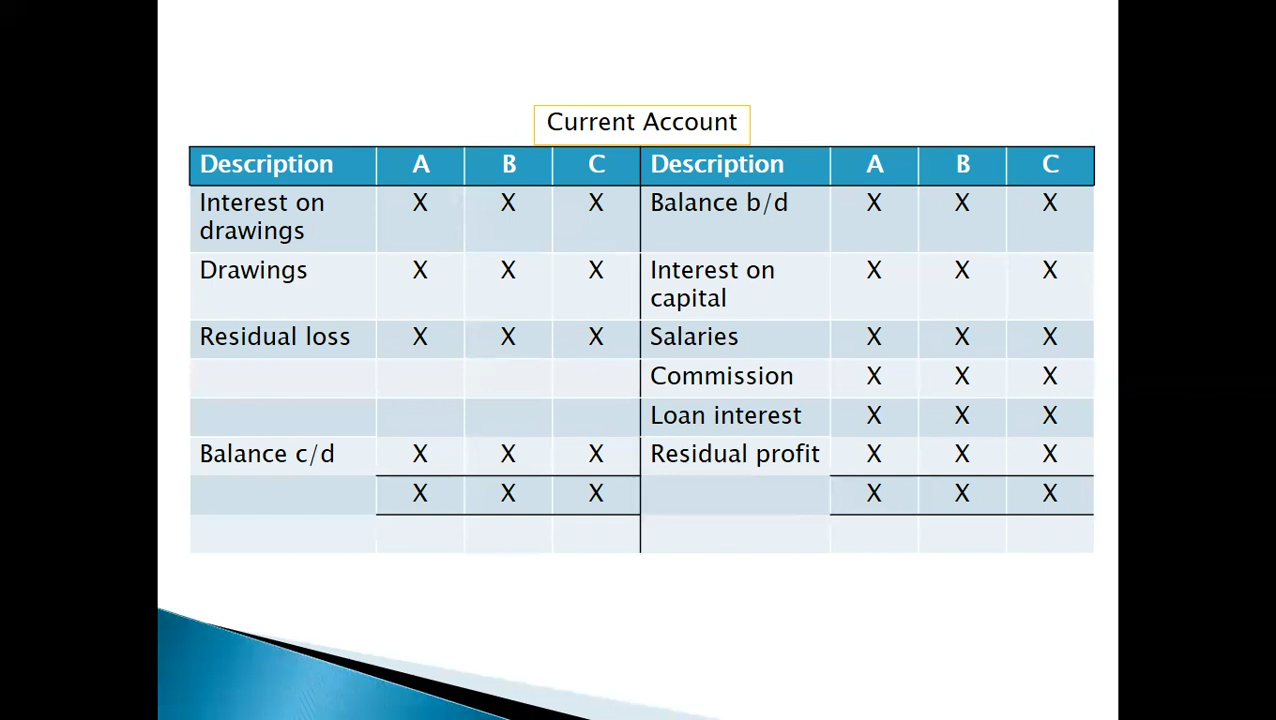 Current Account
Description A B C Description A B C
Interest on drawings X X X Balance b/d X X X
Drawings X X X Interest on capital X X X
Residual loss X X X Salaries X X X
Commission X X X
Loan interest X X X
Balance c/d X X X Residual profit X X X
X X X X X X